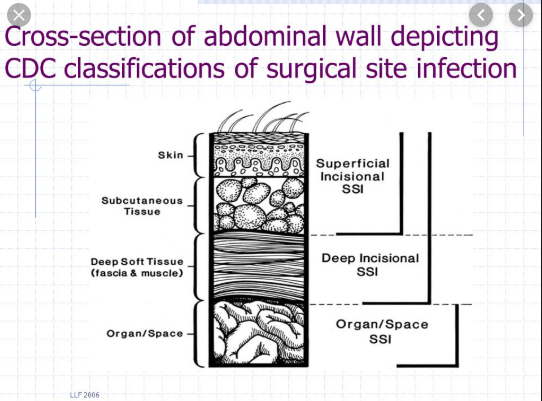 Cross-section of abdominal wall depicting
CDC classifications of surgical site infection
Skin
Subcutaneous
Tissue
Deep Soft Tissue
(fascia & muscle)
Organ/Space
Superficial
Incisional
SSI
Deep Incisional
SSI
Organ/Space
SSI
LLF 2006